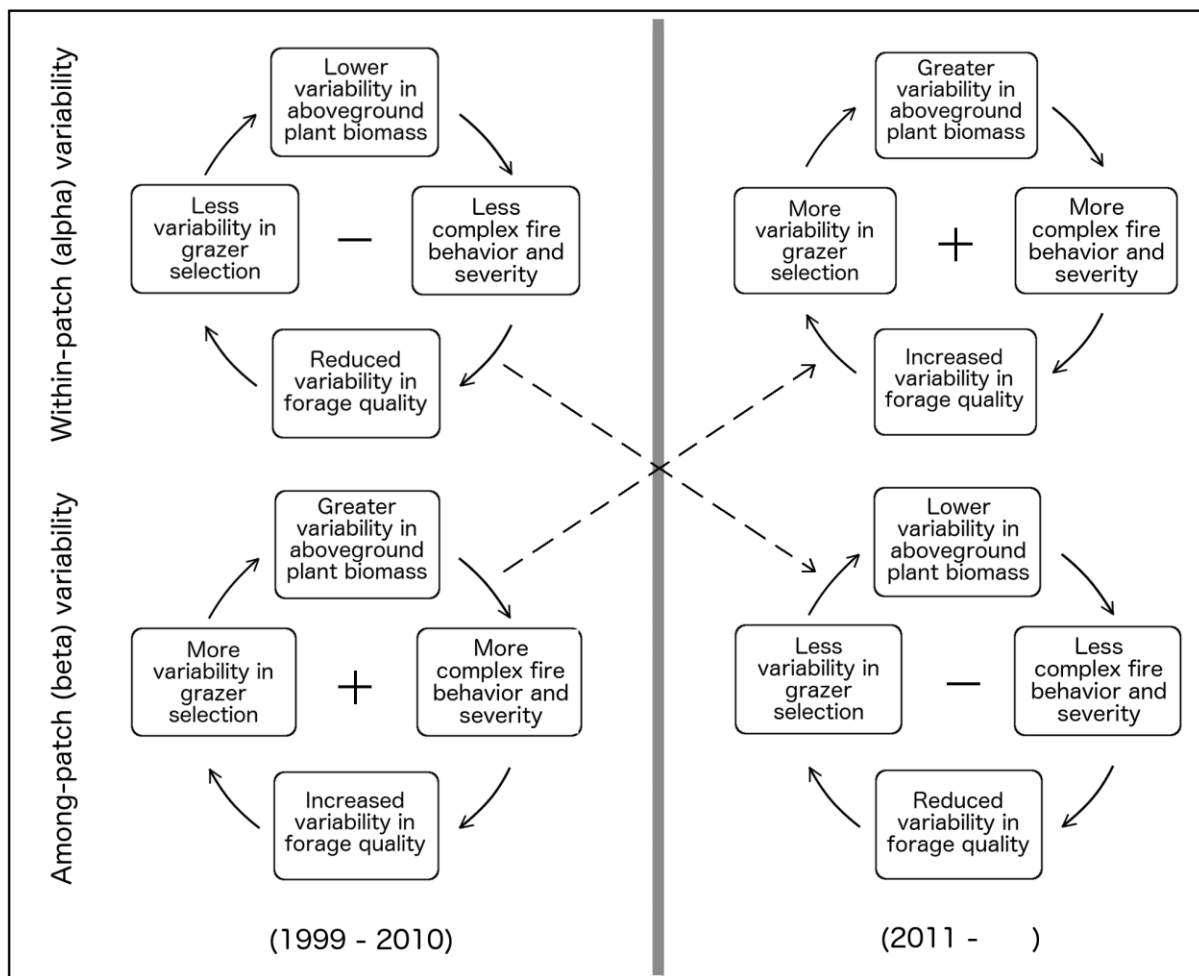 Within-patch (alpha) variability
Lower
variability in
aboveground
plant biomass
Less
variability in
grazer
selection
–
Less
complex fire
behavior and
severity
Reduced
variability in
forage quality
Greater
variability in
aboveground
plant biomass
More
variability in
grazer
selection
+
More
complex fire
behavior and
severity
Increased
variability in
forage quality
Among-patch (beta) variability
Greater
variability in
aboveground
plant biomass
More
variability in
grazer
selection
+
More
complex fire
behavior and
severity
Increased
variability in
forage quality
Lower
variability in
aboveground
plant biomass
Less
variability in
grazer
selection
–
Less
complex fire
behavior and
severity
Reduced
variability in
forage quality
(1999 - 2010)
(2011 - )